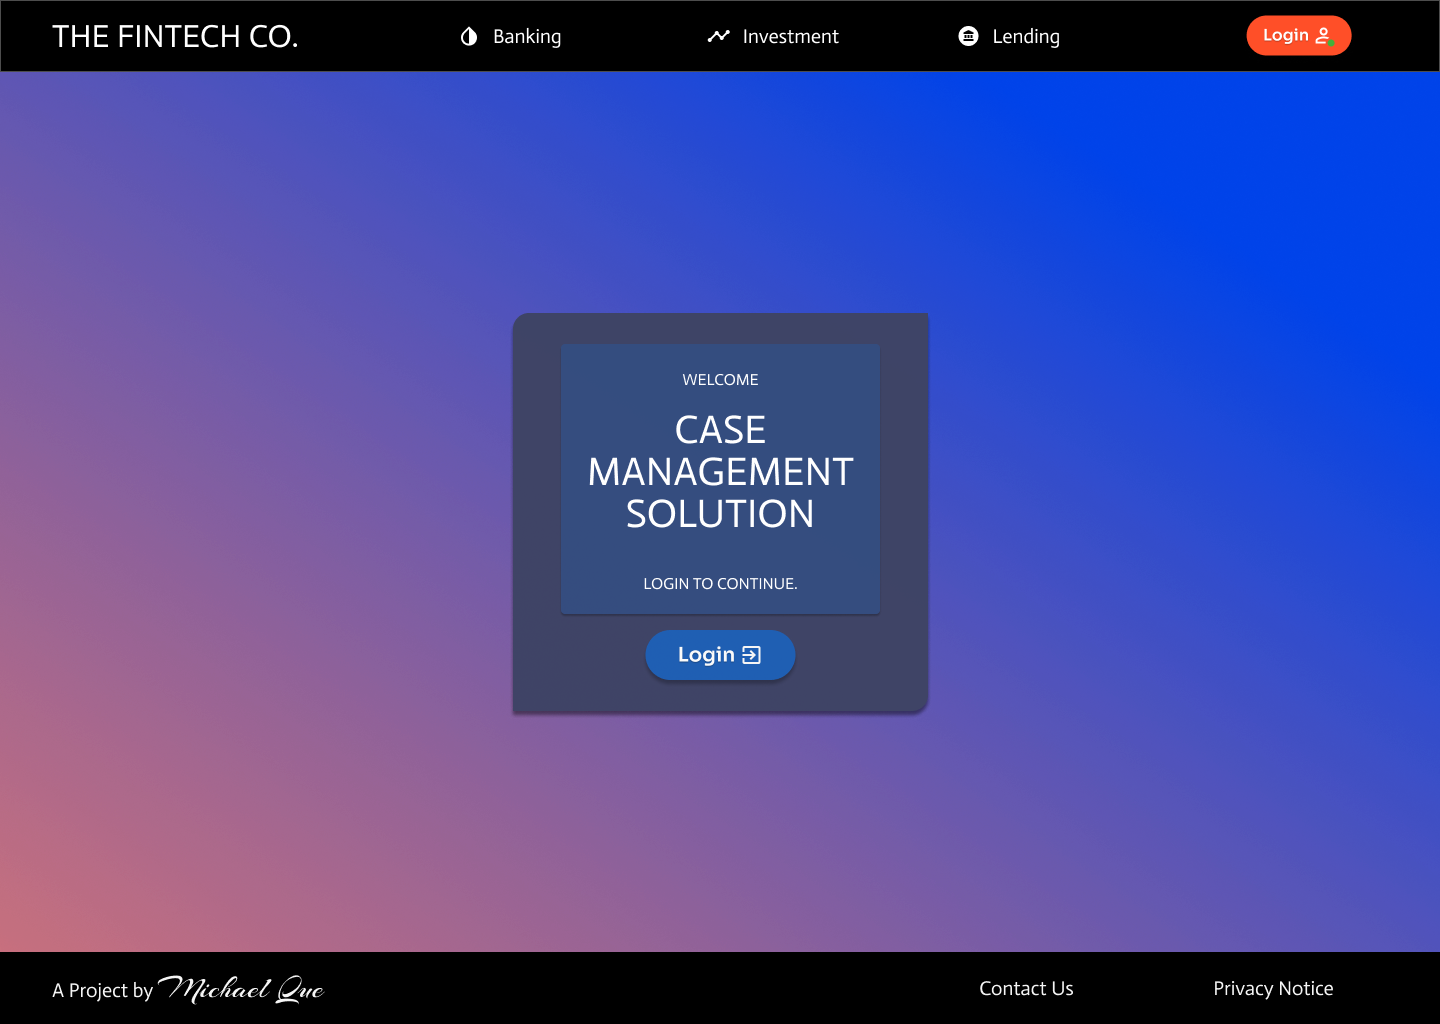 THE FINTECH CO.
Banking
Investment
Lending
Login
WELCOME
CASE
MANAGEMENT
SOLUTION
LOGIN TO CONTINUE.
Login
A Project by Michael Que
Contact Us
Privacy Notice